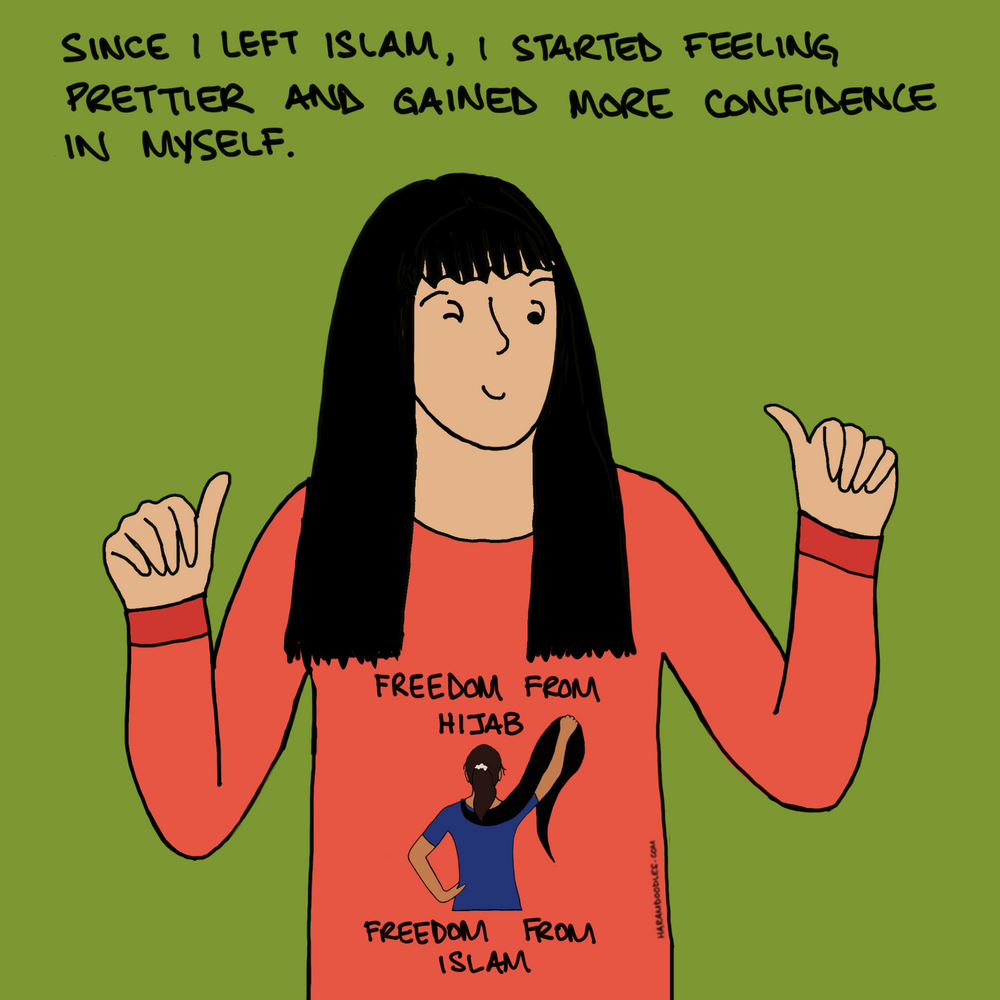 SINCE I LEFT ISLAM, I STARTED FEELING
PRETTIER AND GAINED MORE CONFIDENCE
IN MYSELF.
FREEDOM FROM
HIJAB
HARAMDOODLES.COM
FREEDOM FROM
ISLAM